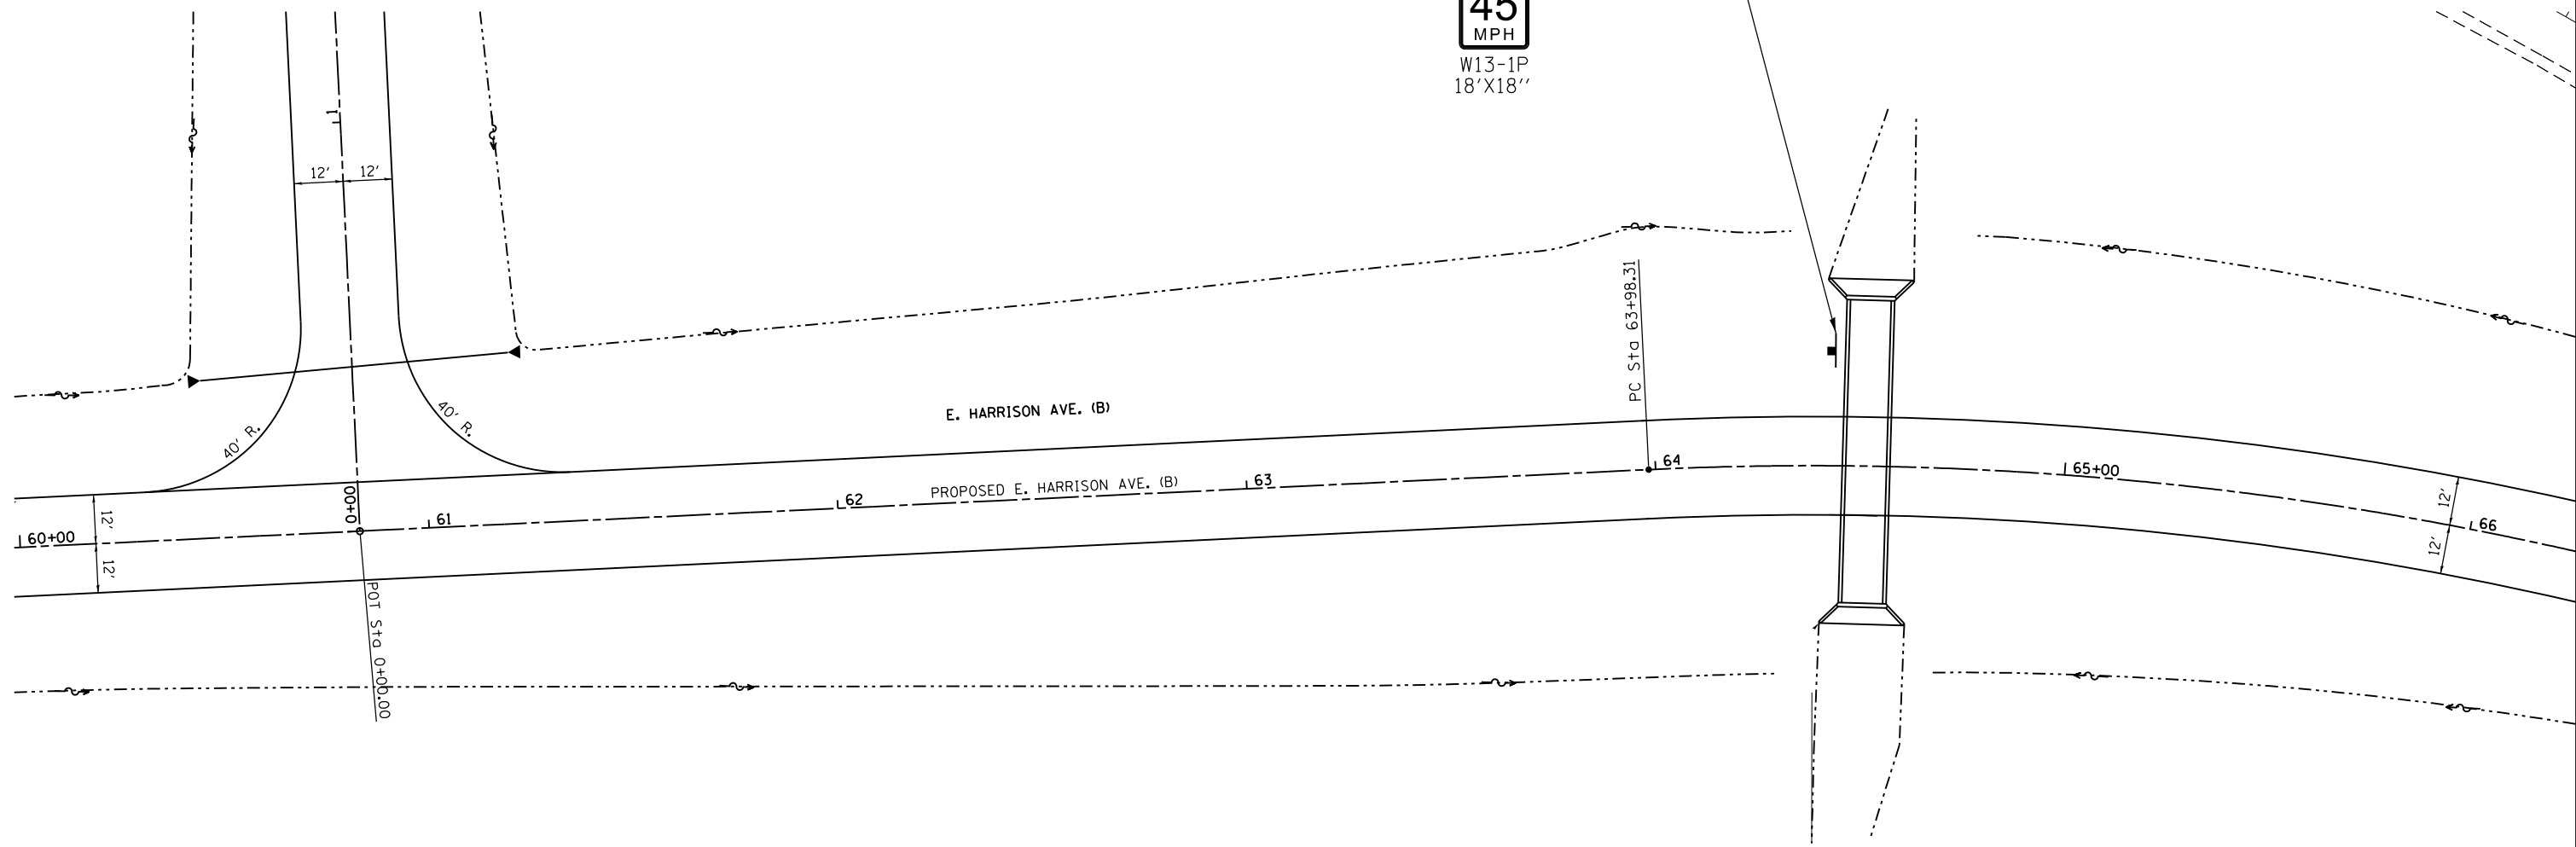 45
MPH
W13-1P
18'X18''
1
12'
12'
PC Sta 63+98.31
40' R.
40' R.
E. HARRISON AVE. (B)
PROPOSED E. HARRISON AVE. (B)
60+00
0+00
61
62
63
64
65+00
66
12'
12'
12'
12'
POT Sta 0+00.00